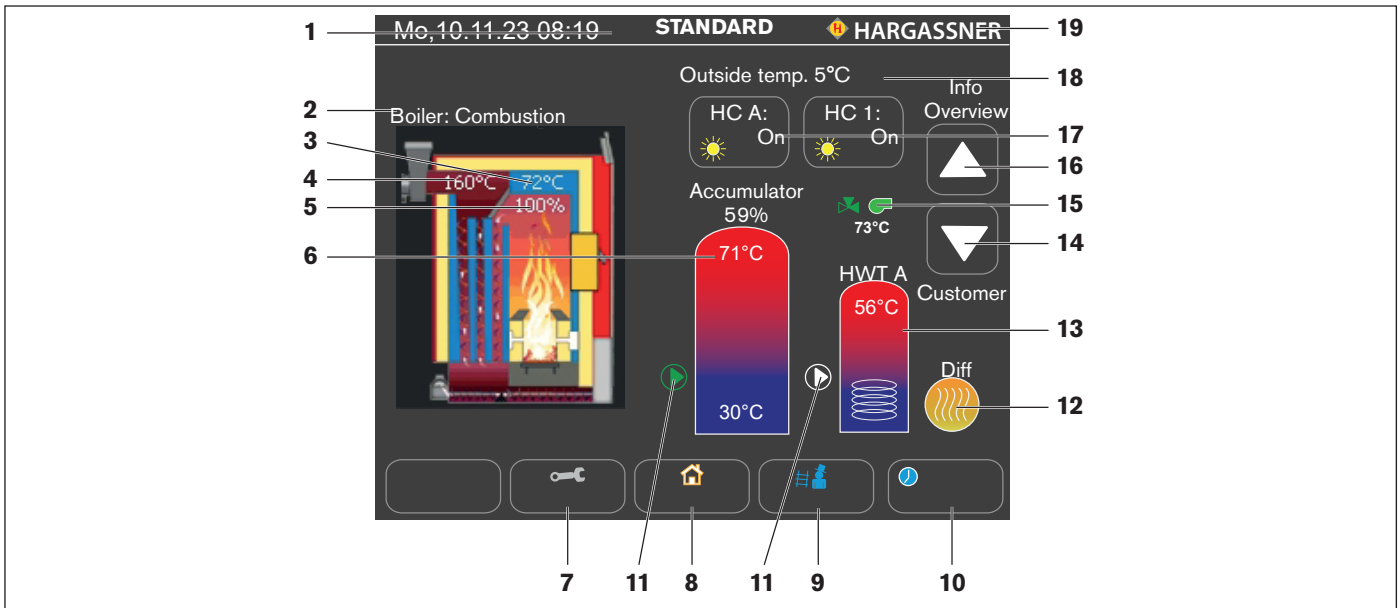 1
Mo,10.11.23 08:19
STANDARD
H HARGASSNER
19
Outside temp. 5°C
18
Info
Overview
2
Boiler: Combustion
HC A:
On
HC 1:
On
17
3
4
160°C
72°C
16
5
100%
Accumulator
59%
15
73°C
14
6
71°C
HWT A
Customer
56°C
13
Diff
12
30°C
7
11
8
11
9
10